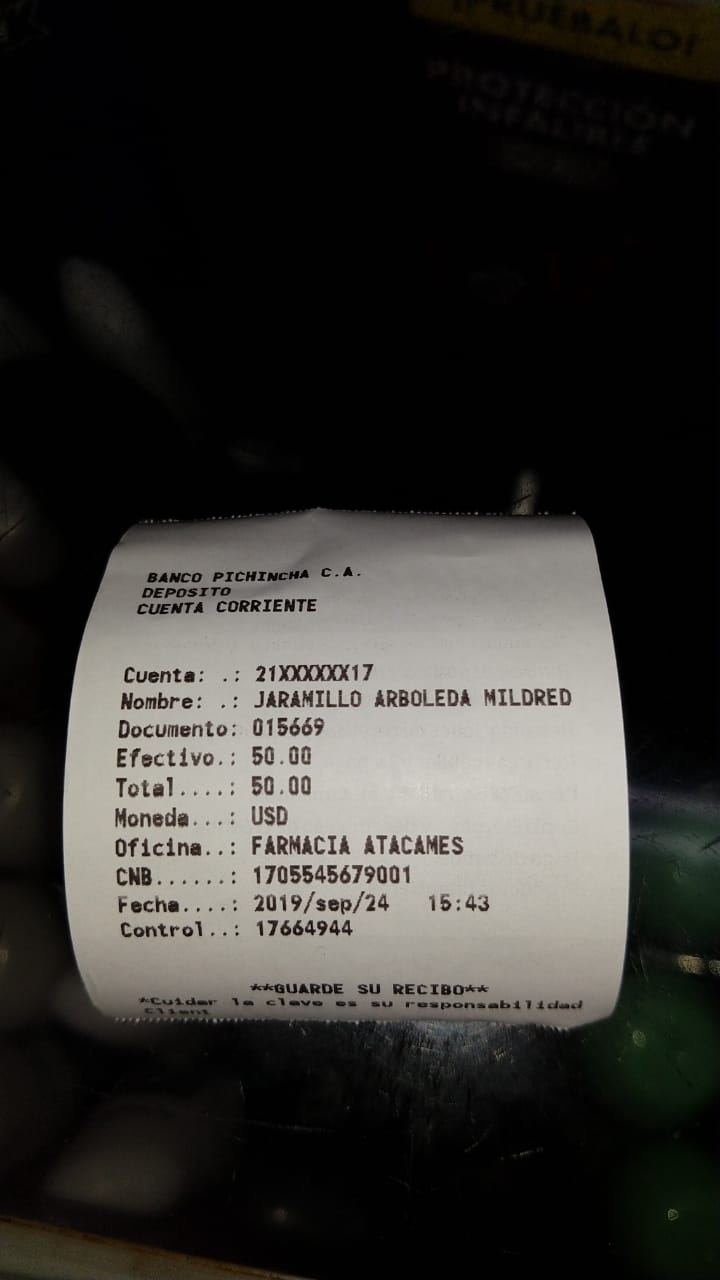 ¡PRUEBALO!
PROTECCIÓN
INFALIBLE
BANCO PICHINCHA C.A.
DEPOSITO
CUENTA CORRIENTE
Cuenta: .: 21XXXXXX17
Nombre: .: JARAMILLO ARBOLEDA MILDRED
Documento: 015669
Efectivo.: 50.00
Total....: 50.00
Moneda...: USD
Oficina..: FARMACIA ATACAMES
CNB......: 1705545679001
Fecha....: 2019/sep/24 15:43
Control..: 17664944
**GUARDE SU RECIBO**
*Cuidar la clave es su responsabilidad
Client